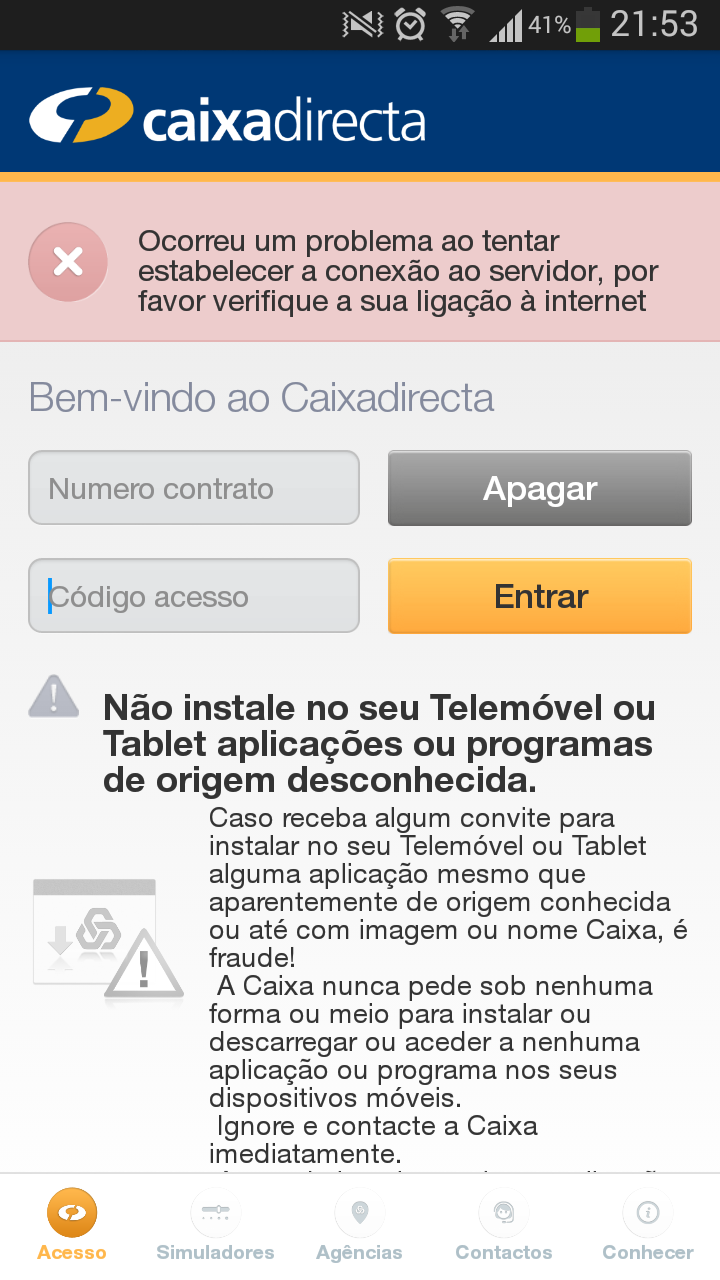 41% 21:53
caixadirecta
Ocorreu um problema ao tentar
estabelecer a conexão ao servidor, por
favor verifique a sua ligação à internet
Bem-vindo ao Caixadirecta
Numero contrato
Apagar
Código acesso
Entrar
Não instale no seu Telemóvel ou
Tablet aplicações ou programas
de origem desconhecida.
Caso receba algum convite para
instalar no seu Telemóvel ou Tablet
alguma aplicação mesmo que
aparentemente de origem conhecida
ou até com imagem ou nome Caixa, é
fraude!
A Caixa nunca pede sob nenhuma
forma ou meio para instalar ou
descarregar ou aceder a nenhuma
aplicação ou programa nos seus
dispositivos móveis.
Ignore e contacte a Caixa
imediatamente.
Acesso Simuladores Agências Contactos Conhecer